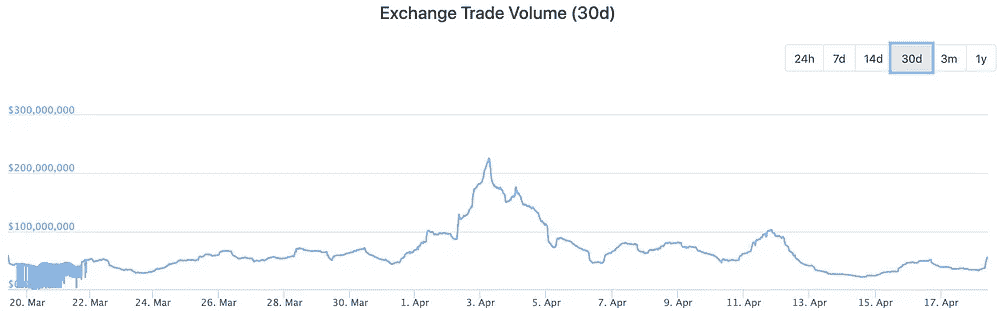 Exchange Trade Volume (30d)
24h 7d 14d 30d 3m 1y
$300,000,000
$200,000,000
$100,000,000
20. Mar 22. Mar 24. Mar 26. Mar 28. Mar 30. Mar 1. Apr 3. Apr 5. Apr 7. Apr 9. Apr 11. Apr 13. Apr 15. Apr 17. Apr